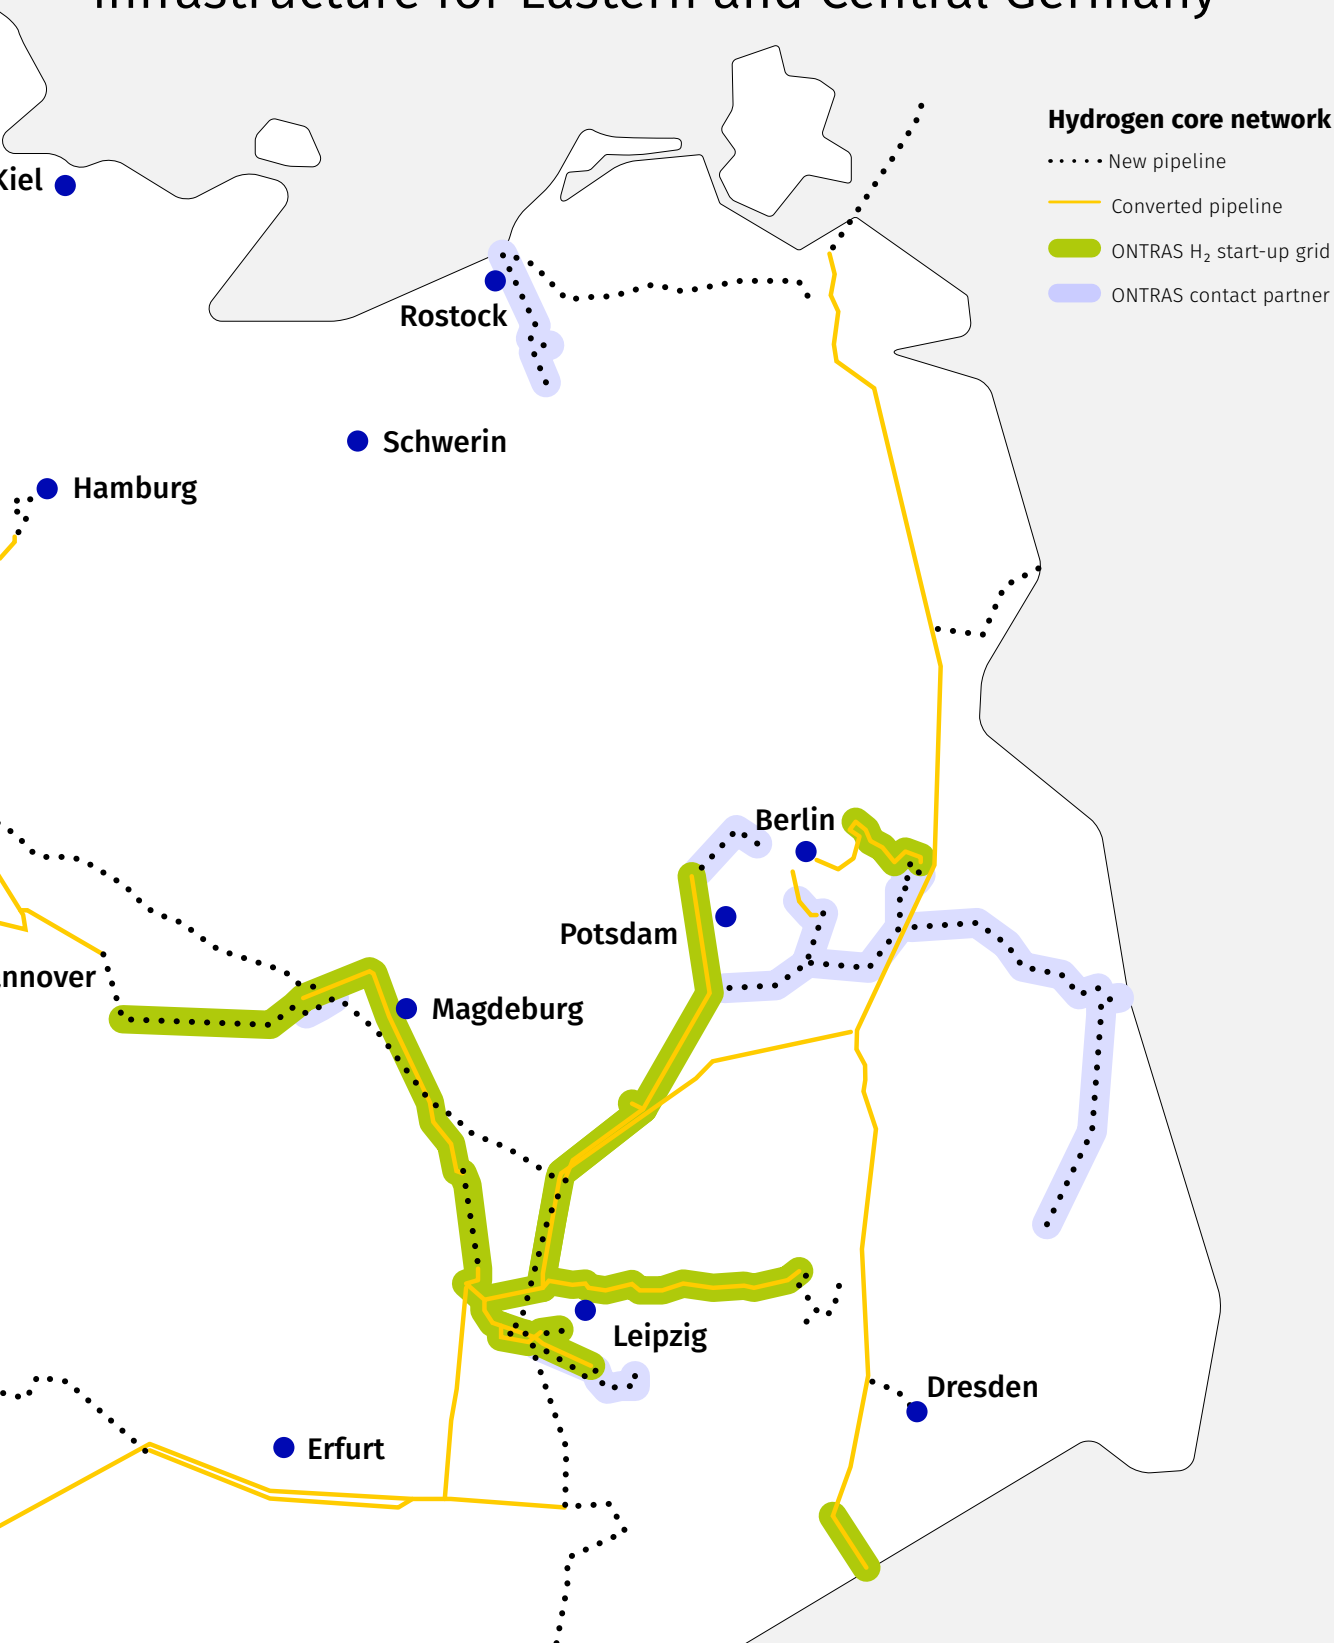 Infrastructure for Eastern and Central Germany
Hydrogen core network
New pipeline
Converted pipeline
ONTRAS H₂ start-up grid
ONTRAS contact partner
Kiel
Rostock
Schwerin
Hamburg
Berlin
Potsdam
nnover
Magdeburg
Leipzig
Dresden
Erfurt